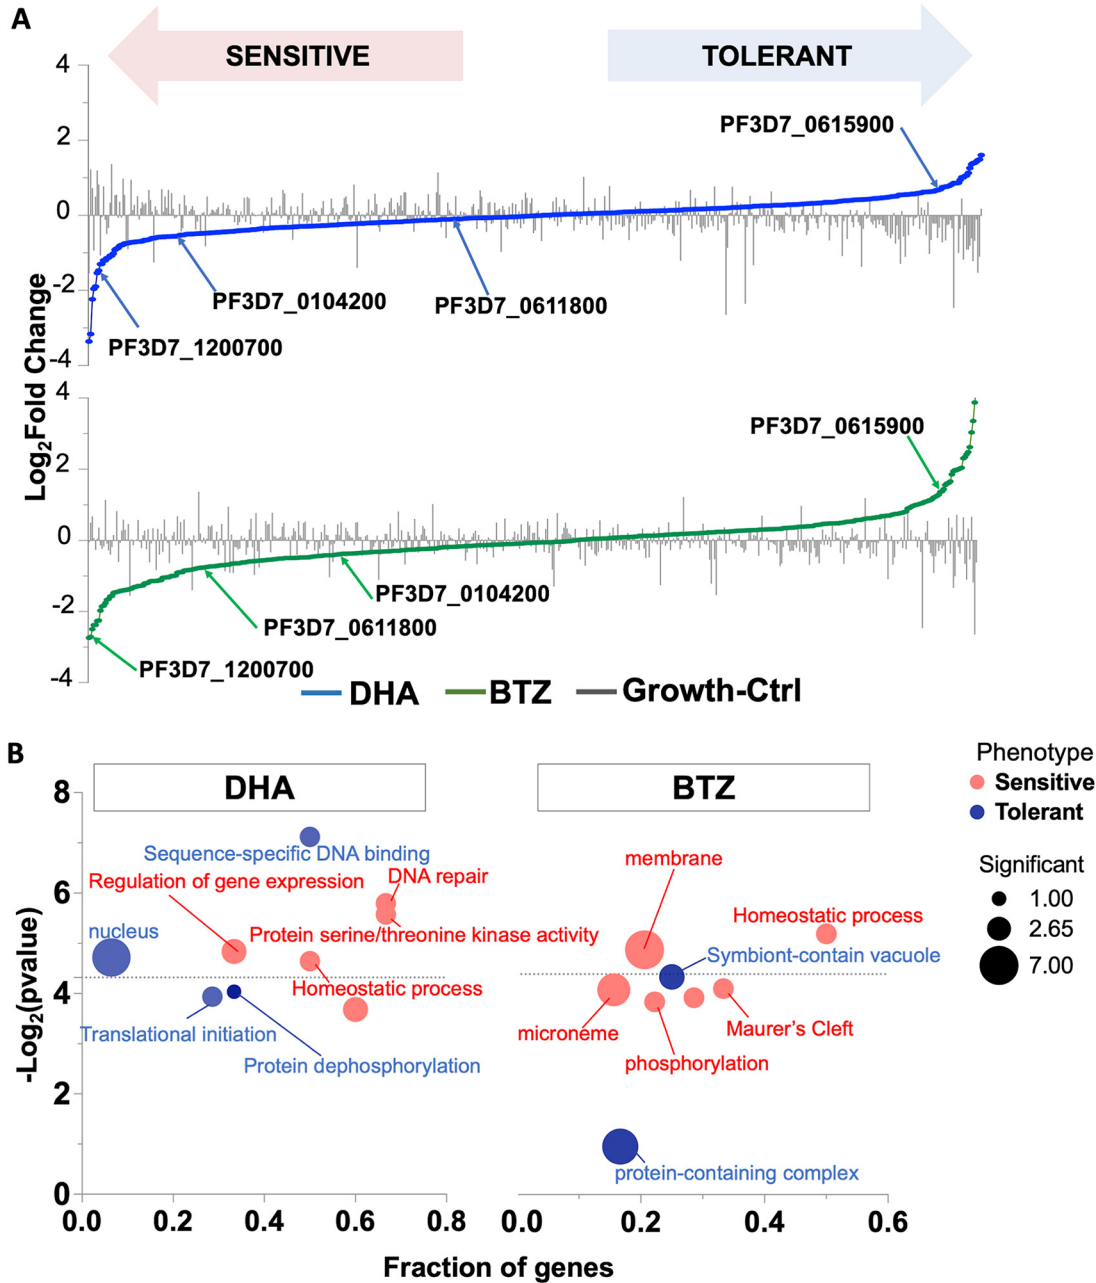 A
SENSITIVE
TOLERANT
Log2Fold Change
4
2
0
-2
-4
PF3D7_0615900
PF3D7_0104200
PF3D7_0611800
PF3D7_1200700
4
2
0
-2
-4
PF3D7_0615900
PF3D7_0104200
PF3D7_0611800
PF3D7_1200700
DHA
BTZ
Growth-Ctrl
B
DHA
BTZ
Phenotype
Sensitive
Tolerant
Significant
1.00
2.65
7.00
-Log2(pvalue)
8
6
4
2
0
Sequence-specific DNA binding
Regulation of gene expression
DNA repair
nucleus
Protein serine/threonine kinase activity
Homeostatic process
Translational initiation
Protein dephosphorylation
membrane
Homeostatic process
Symbiont-contain vacuole
microneme
Maurer's Cleft
phosphorylation
protein-containing complex
0.0
0.2
0.4
0.6
0.8
0.0
0.2
0.4
0.6
Fraction of genes